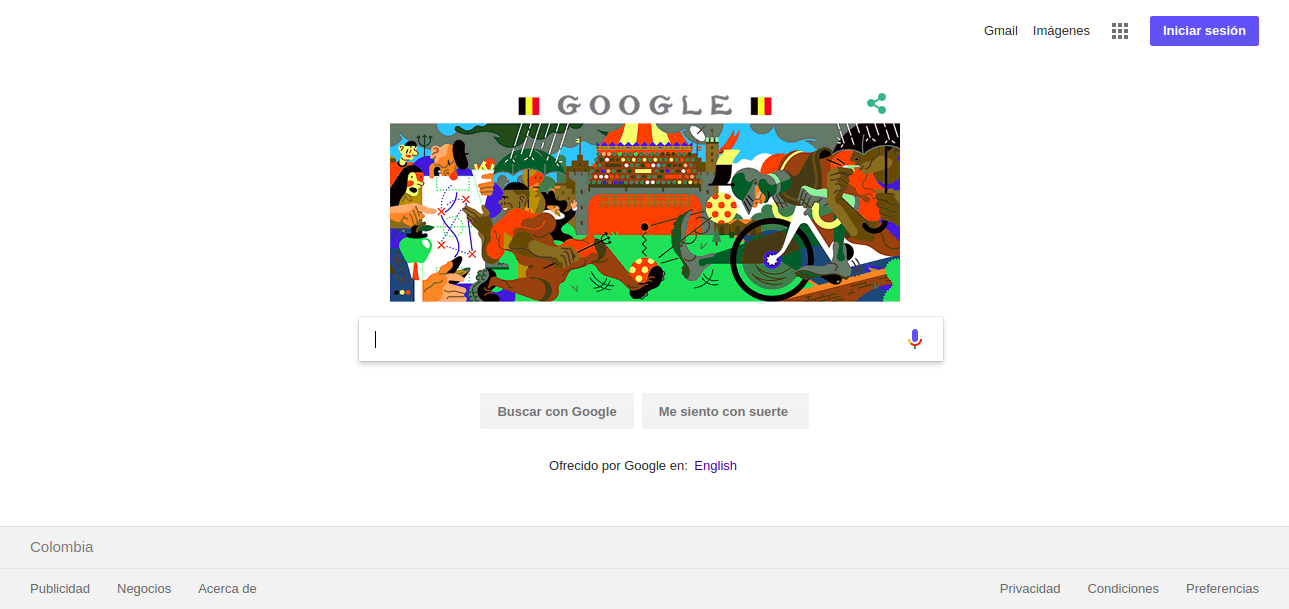 Gmail Imágenes Iniciar sesión
GOOGLE
Buscar con Google Me siento con suerte
Ofrecido por Google en: English
Colombia
Publicidad Negocios Acerca de Privacidad Condiciones Preferencias